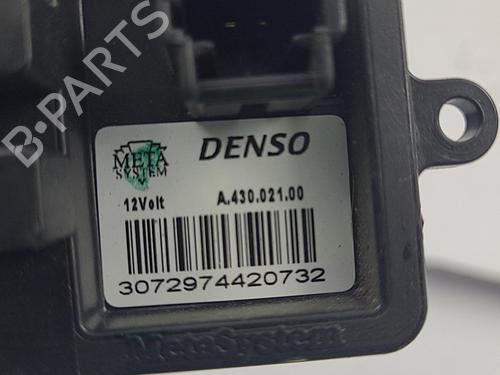 B-PARTS
META
SYSTEM
DENSO
12Volt A.430.021.00
3072974420732
MetaSystem